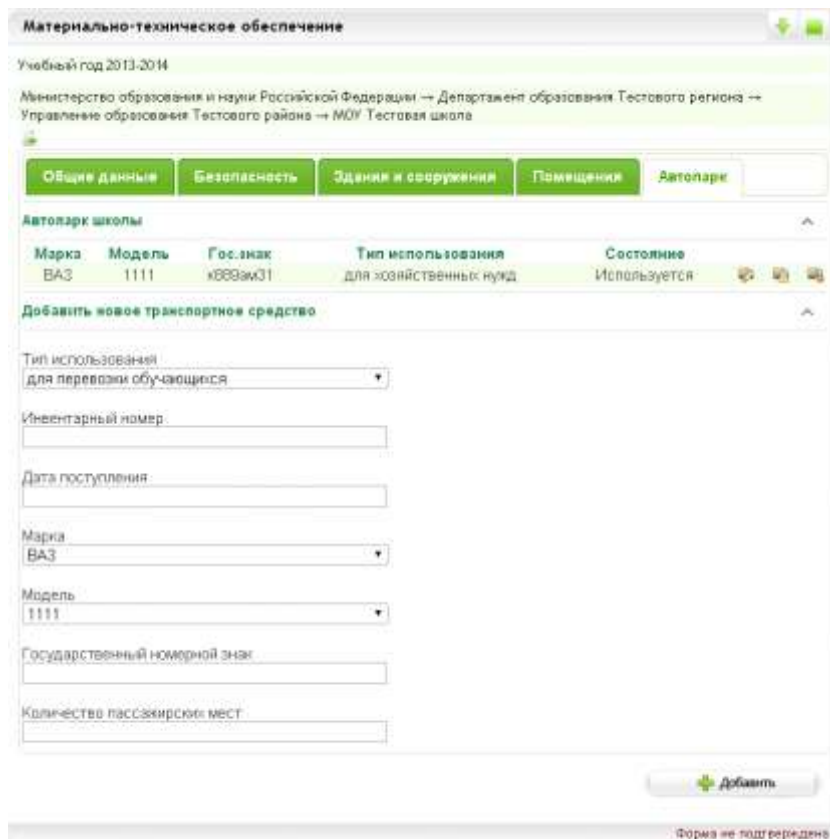 Материально-техническое обеспечение
Учебный год 2013-2014
Министерство образования и науки Российской Федерации → Департамент образования Тестового региона →
Управление образования Тестового района → МОУ Тестовая школа
Общие данные Безопасность Здания и сооружения Помещения Автопарк
Автопарк школы
Марка Модель Гос.знак Тип использования Состояние
ВАЗ 1111 к889ам31 для хозяйственных нужд Используется
Добавить новое транспортное средство
Тип использования
для перевозки обучающихся
Инвентарный номер
Дата поступления
Марка
ВАЗ
Модель
1111
Государственный номерной знак
Количество пассажирских мест
Добавить
Форма не подтверждена